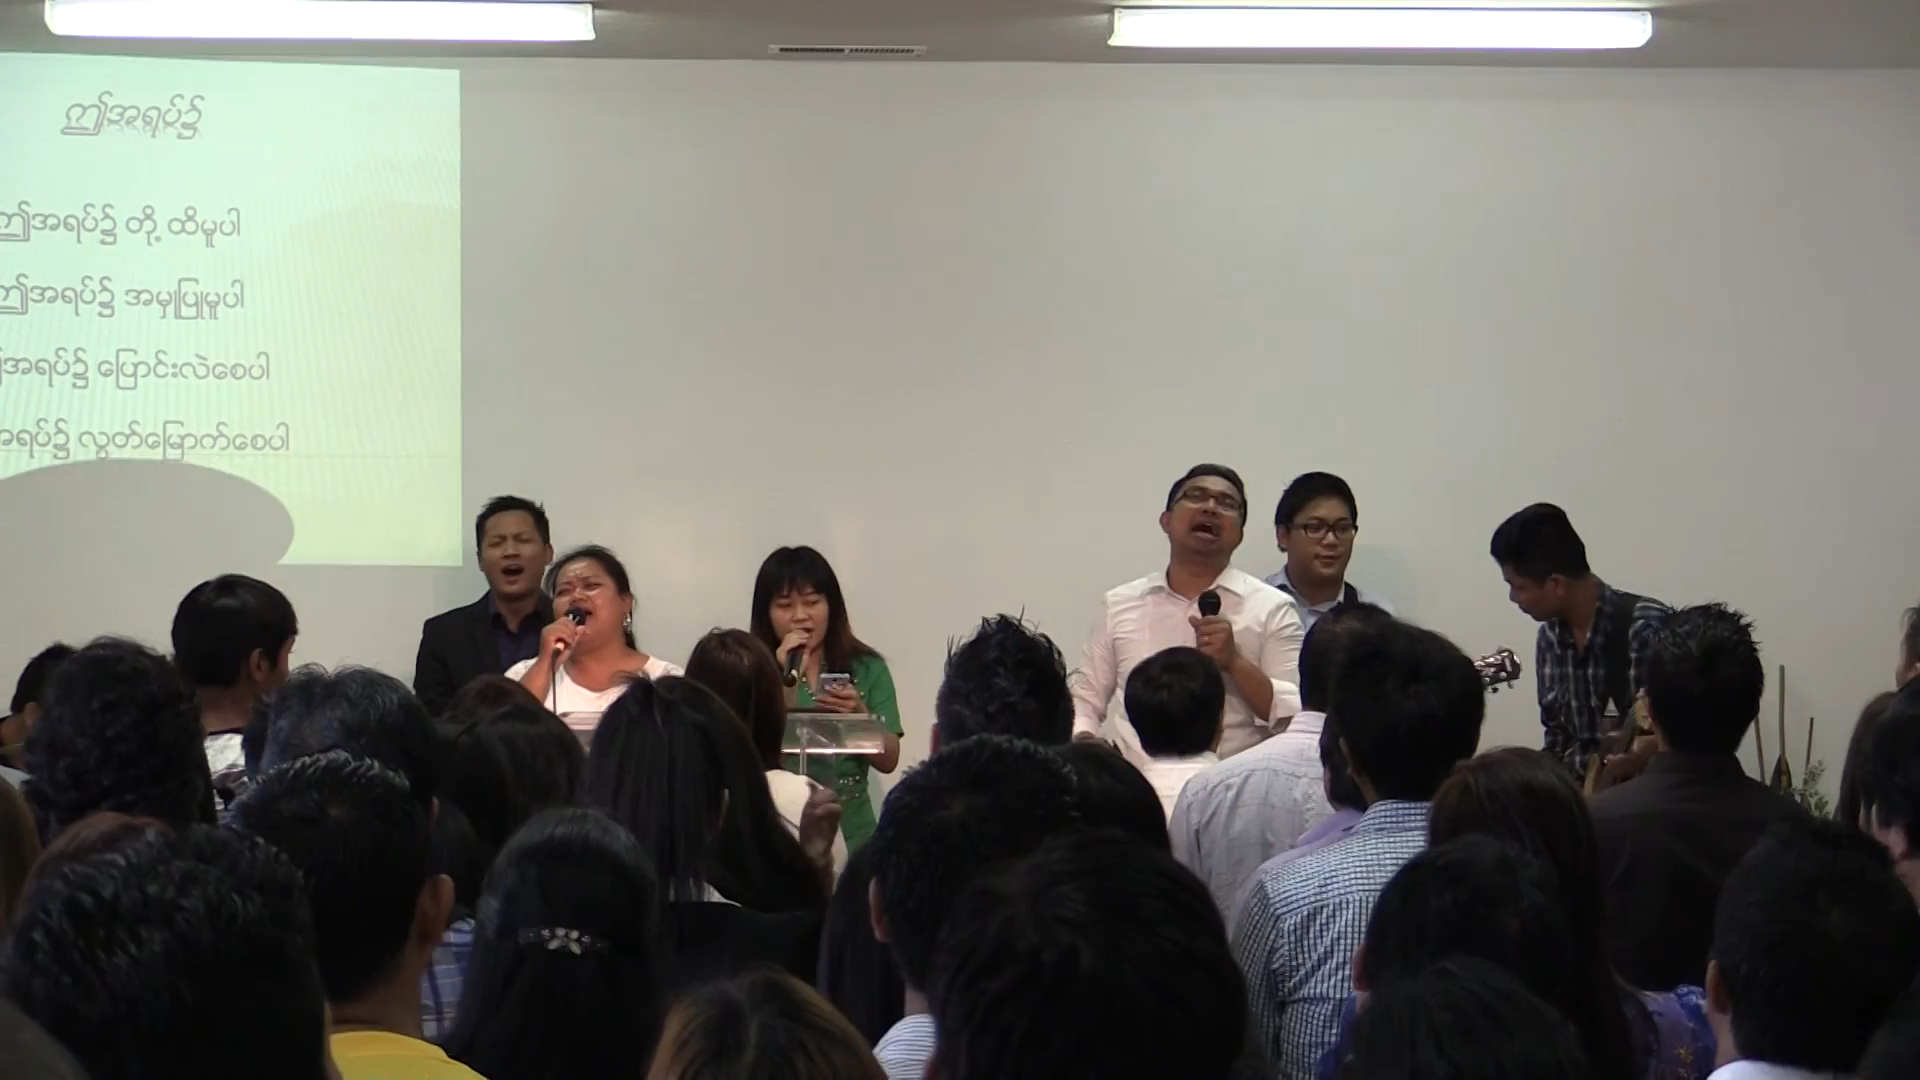 ဤအရပ်၌
ဤအရပ်၌ တို့ ထိမူပါ
ဤအရပ်၌ အမှုပြုမူပါ
အရပ်၌ ပြောင်းလဲစေပါ
အရပ်၌ လွတ်မြောက်စေပါ